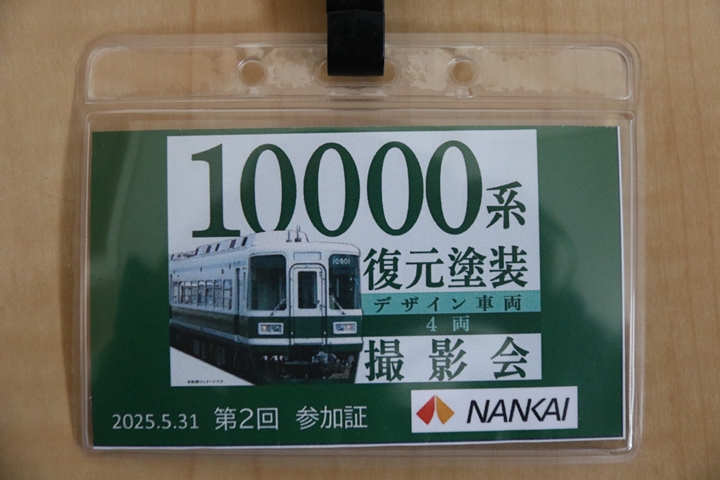 10000系
10901
復元塗装
デザイン車両
4両
撮影会
2025.5.31 第2回 参加証
NANKAI